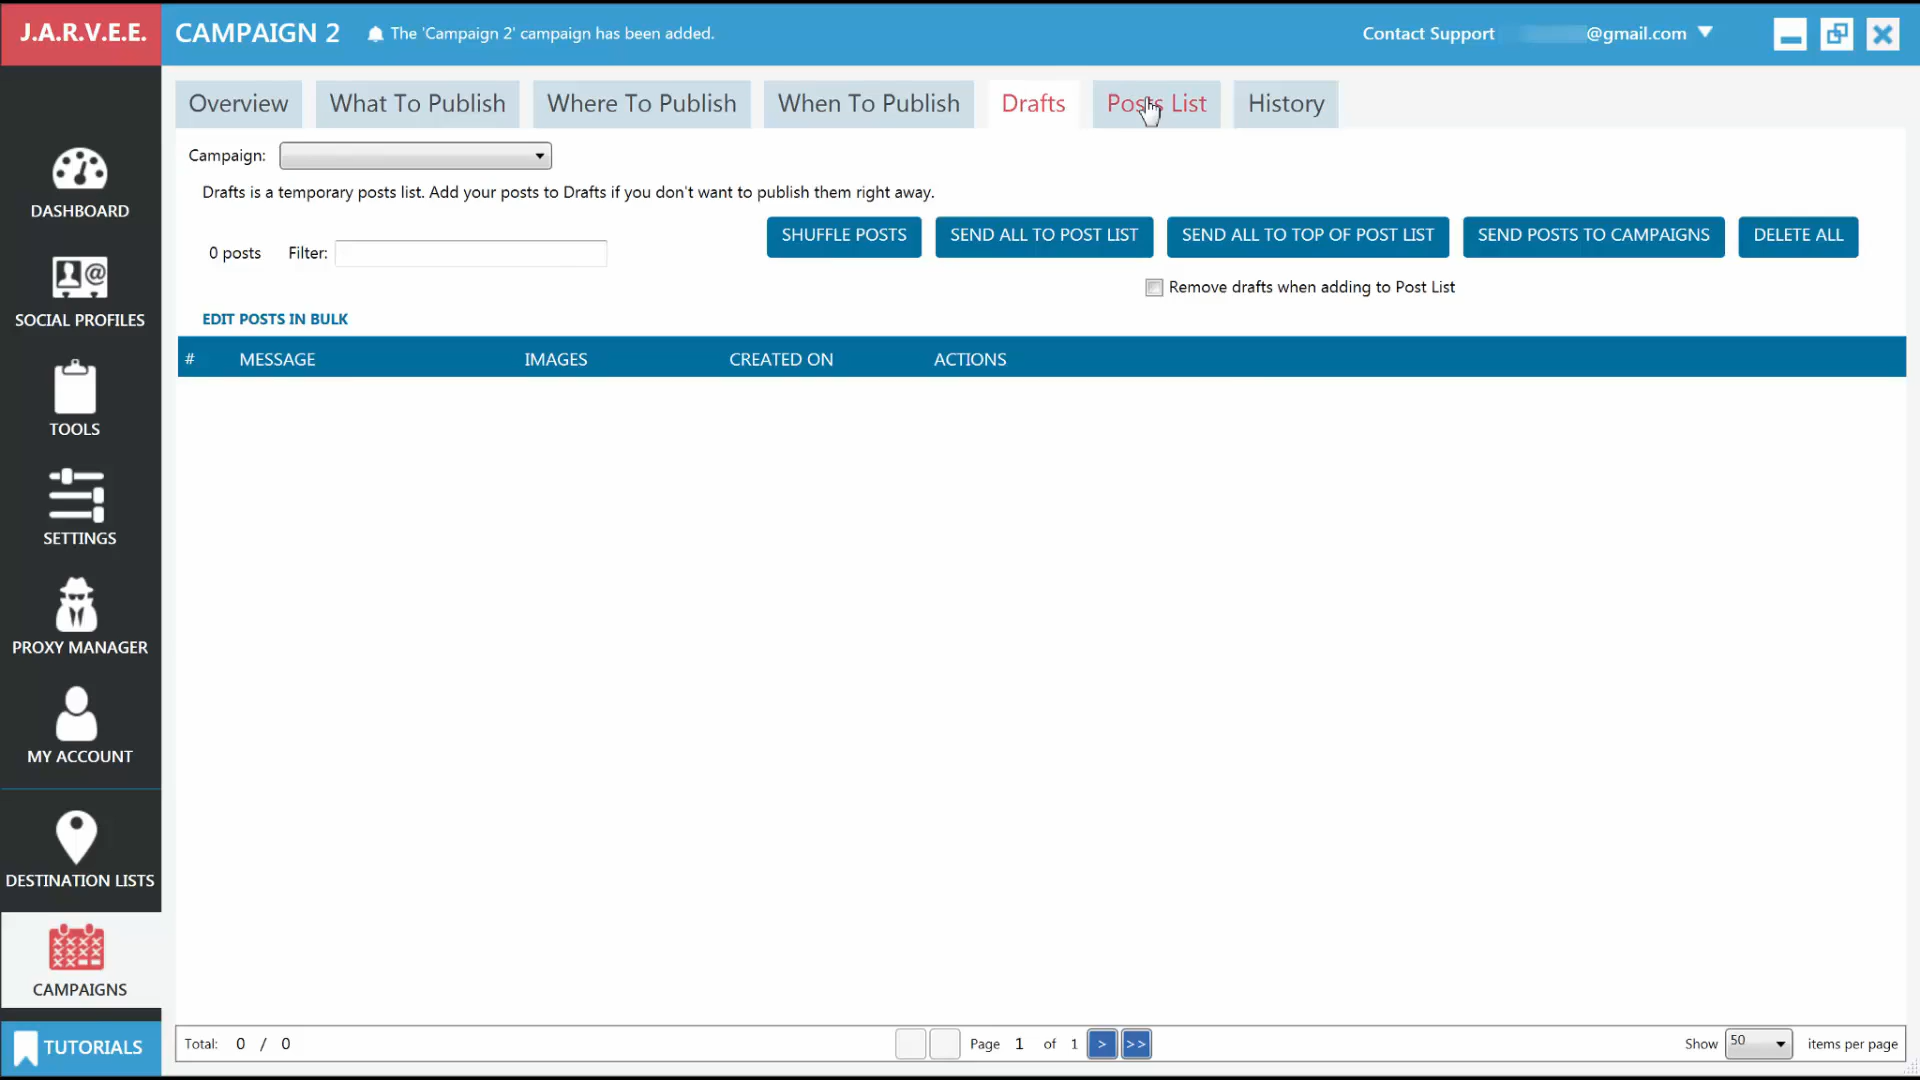 J.A.R.V.E.E.
CAMPAIGN 2
The 'Campaign 2' campaign has been added.
Contact Support
@gmail.com
Overview
What To Publish
Where To Publish
When To Publish
Drafts
Posts List
History
Campaign:
Drafts is a temporary posts list. Add your posts to Drafts if you don't want to publish them right away.
0 posts
Filter:
SHUFFLE POSTS
SEND ALL TO POST LIST
SEND ALL TO TOP OF POST LIST
SEND POSTS TO CAMPAIGNS
DELETE ALL
Remove drafts when adding to Post List
EDIT POSTS IN BULK
# MESSAGE IMAGES CREATED ON ACTIONS
DASHBOARD
SOCIAL PROFILES
TOOLS
SETTINGS
PROXY MANAGER
MY ACCOUNT
DESTINATION LISTS
CAMPAIGNS
TUTORIALS
Total: 0 / 0
Page 1 of 1 > >>
Show 50 items per page